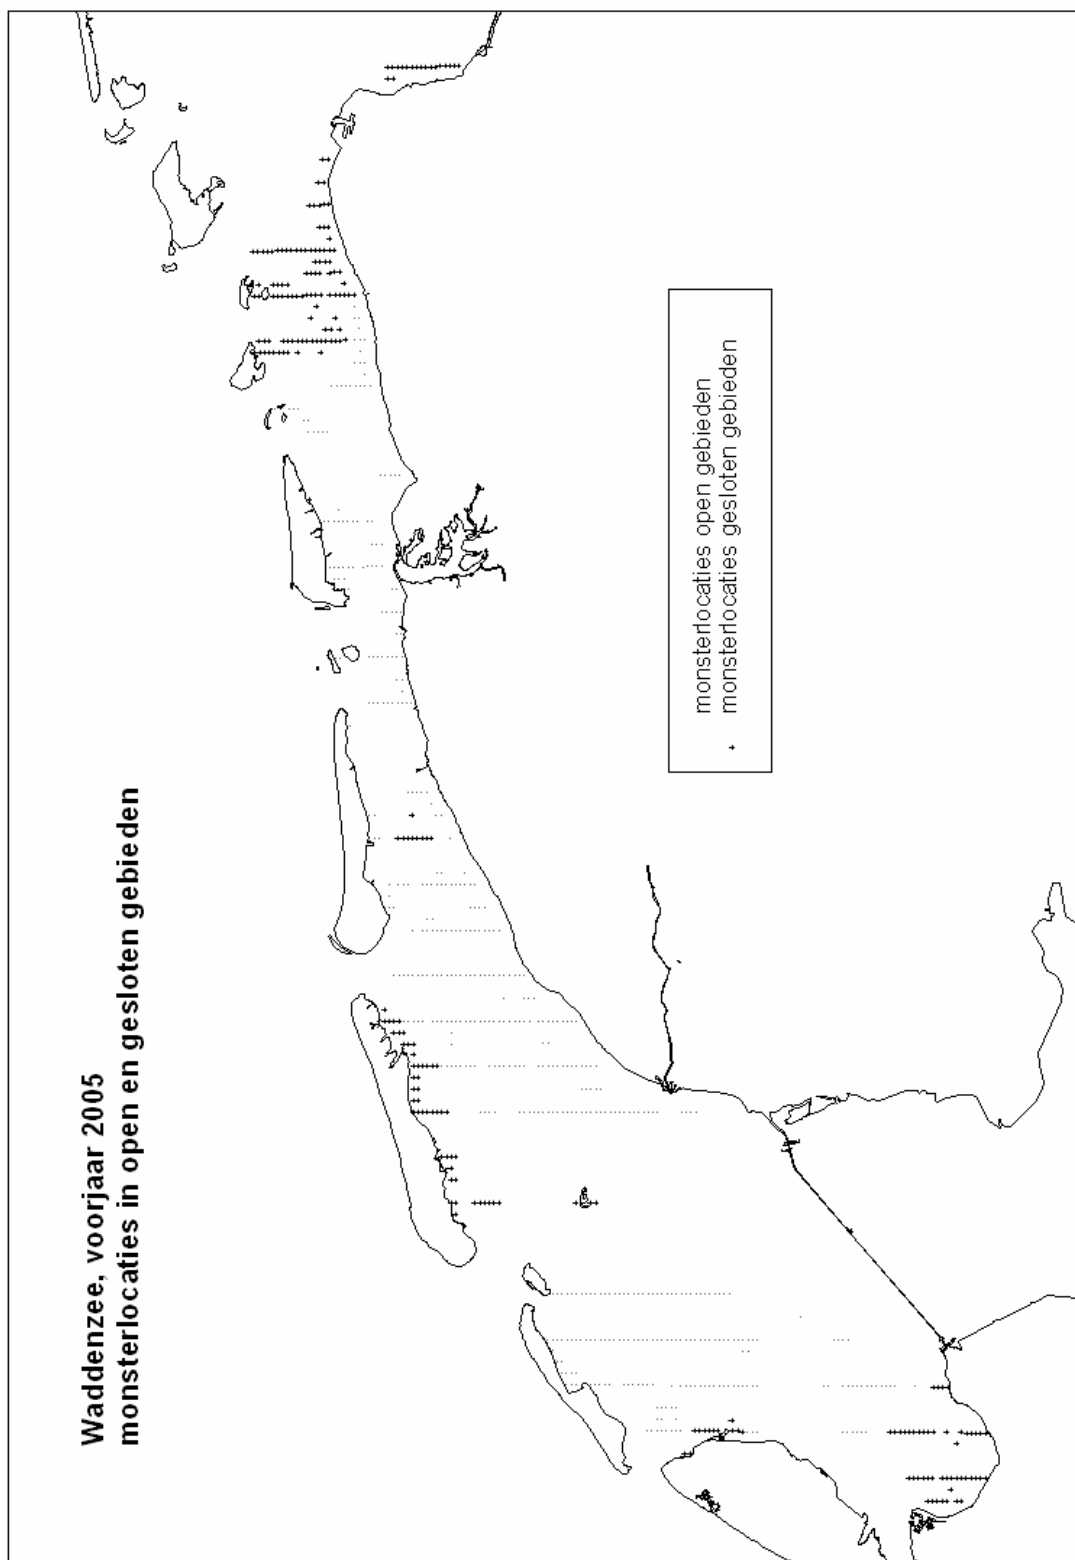 Waddenzee, voorjaar 2005
monsterlocaties in open en gesloten gebieden
monsterlocaties open gebieden
monsterlocaties gesloten gebieden